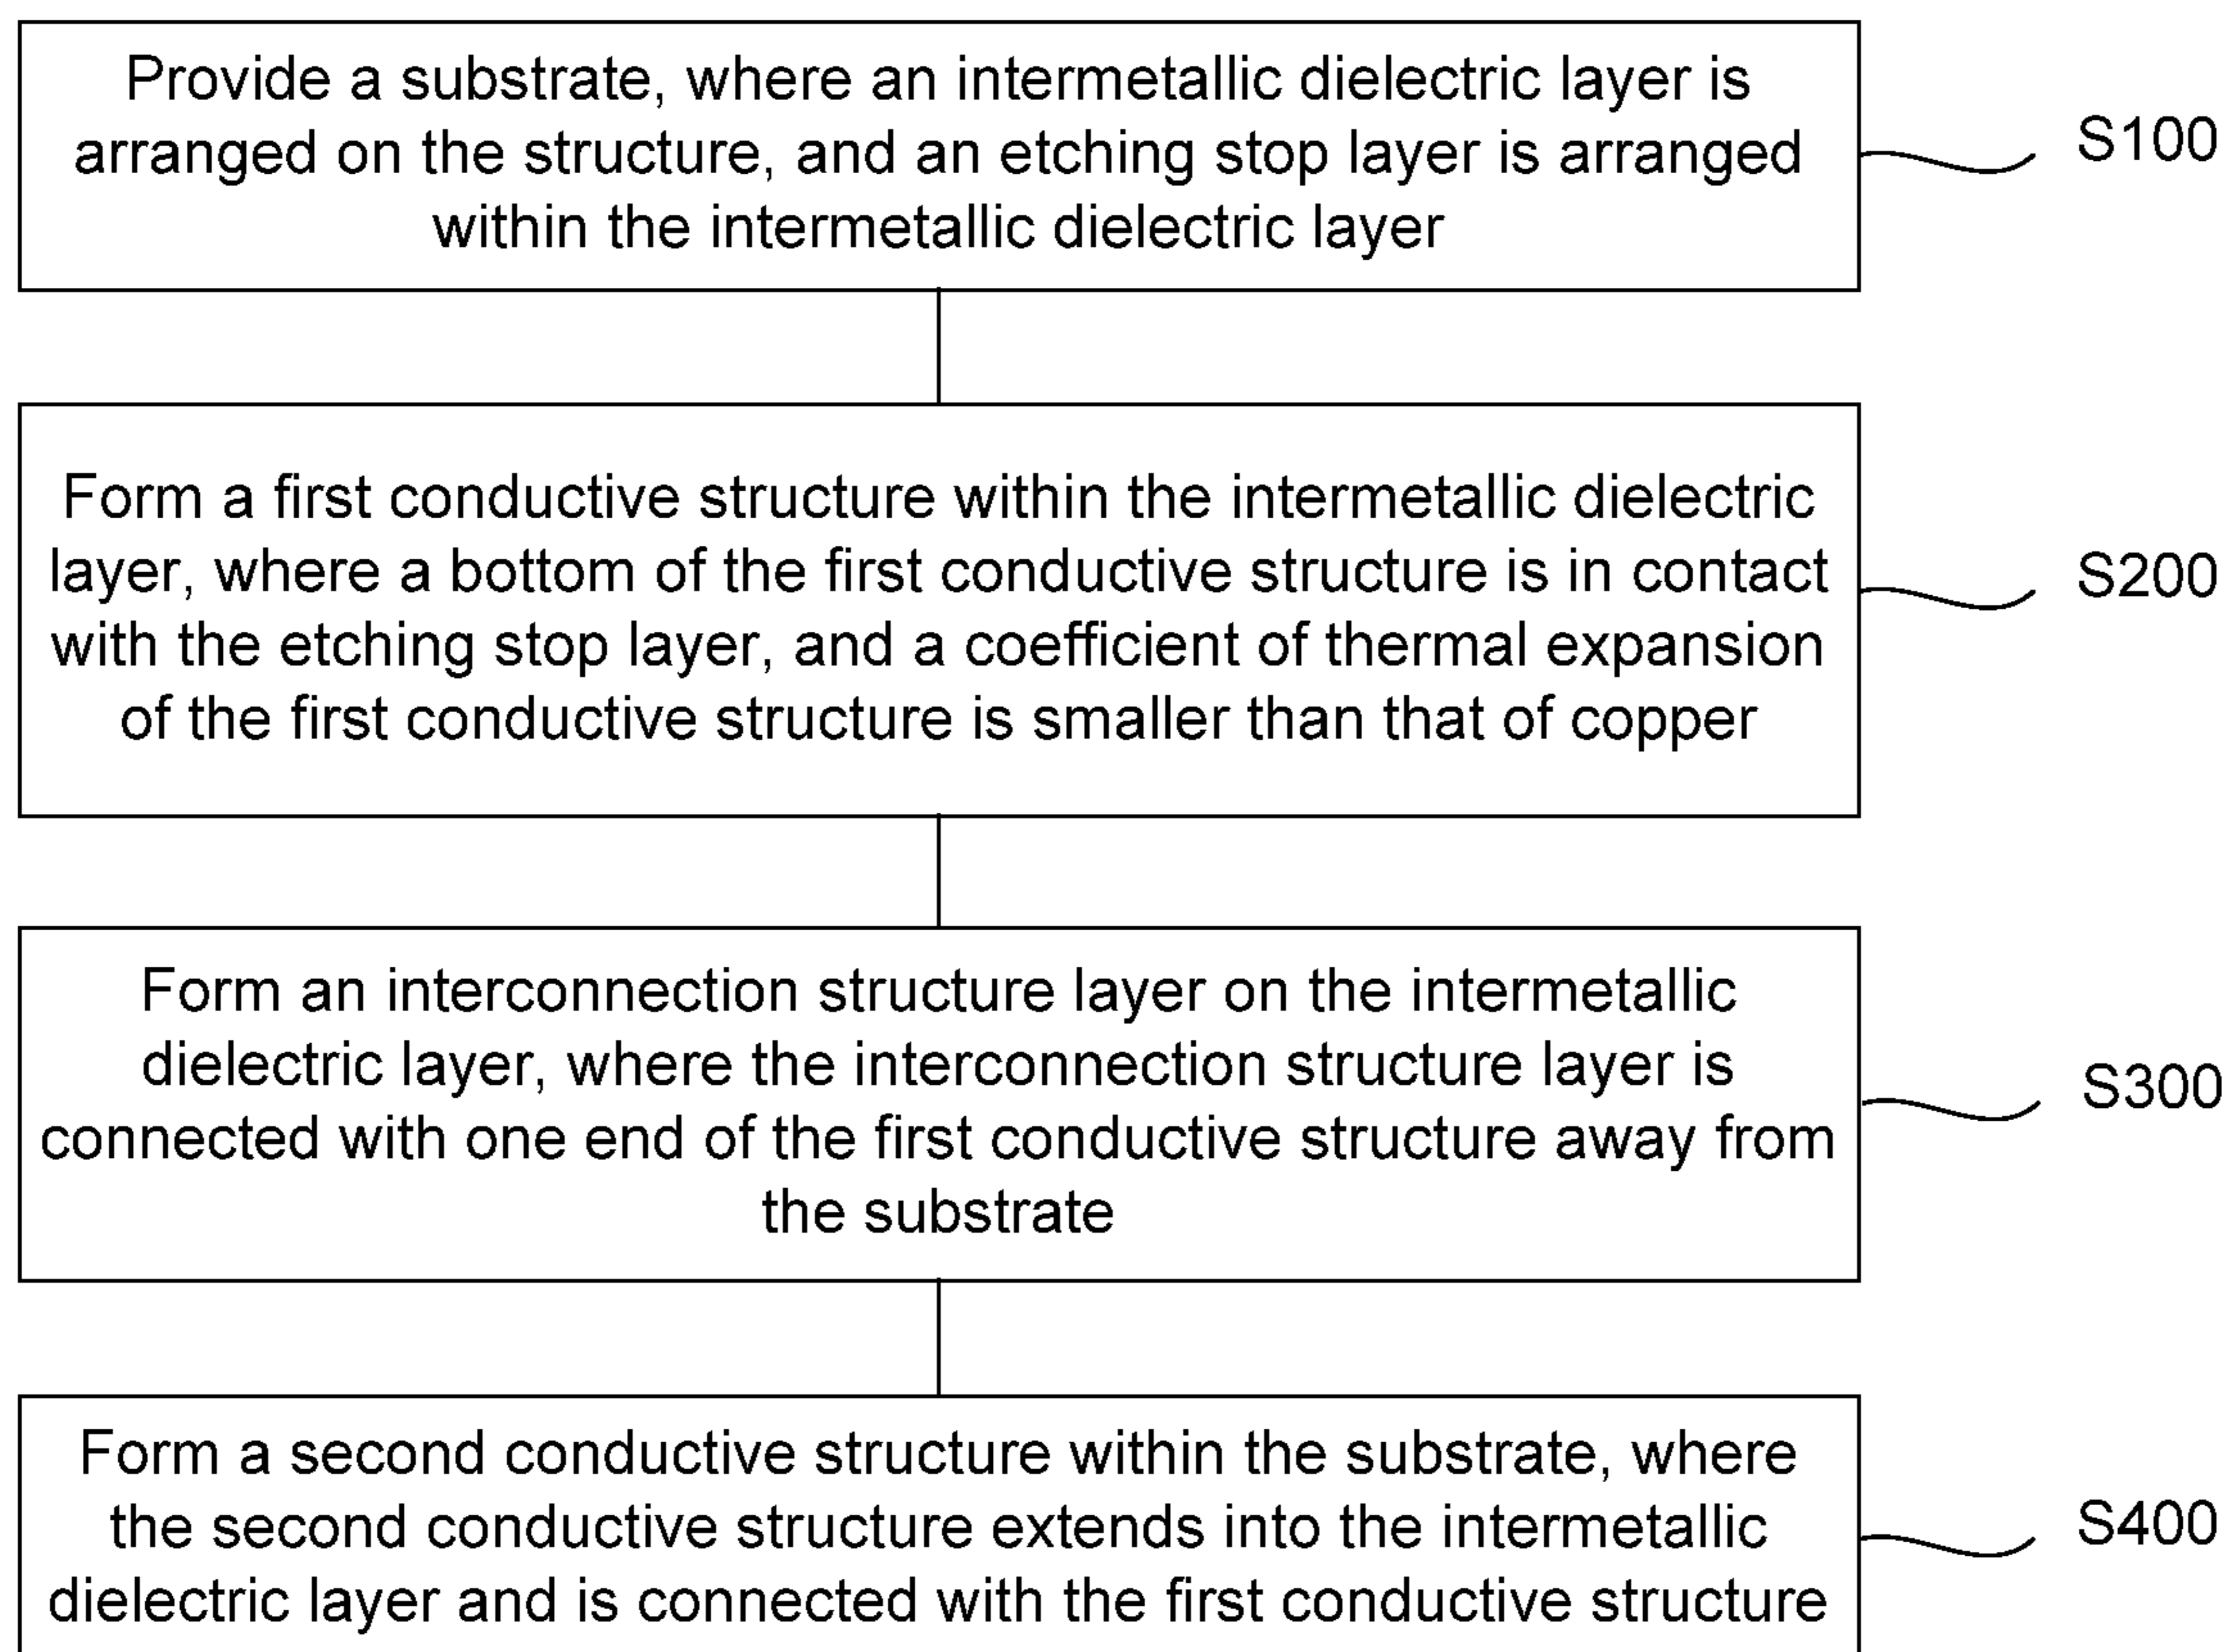 Provide a substrate, where an intermetallic dielectric layer is
arranged on the structure, and an etching stop layer is arranged
within the intermetallic dielectric layer
S100
Form a first conductive structure within the intermetallic dielectric
layer, where a bottom of the first conductive structure is in contact
with the etching stop layer, and a coefficient of thermal expansion
of the first conductive structure is smaller than that of copper
S200
Form an interconnection structure layer on the intermetallic
dielectric layer, where the interconnection structure layer is
connected with one end of the first conductive structure away from
the substrate
S300
Form a second conductive structure within the substrate, where
the second conductive structure extends into the intermetallic
dielectric layer and is connected with the first conductive structure
S400